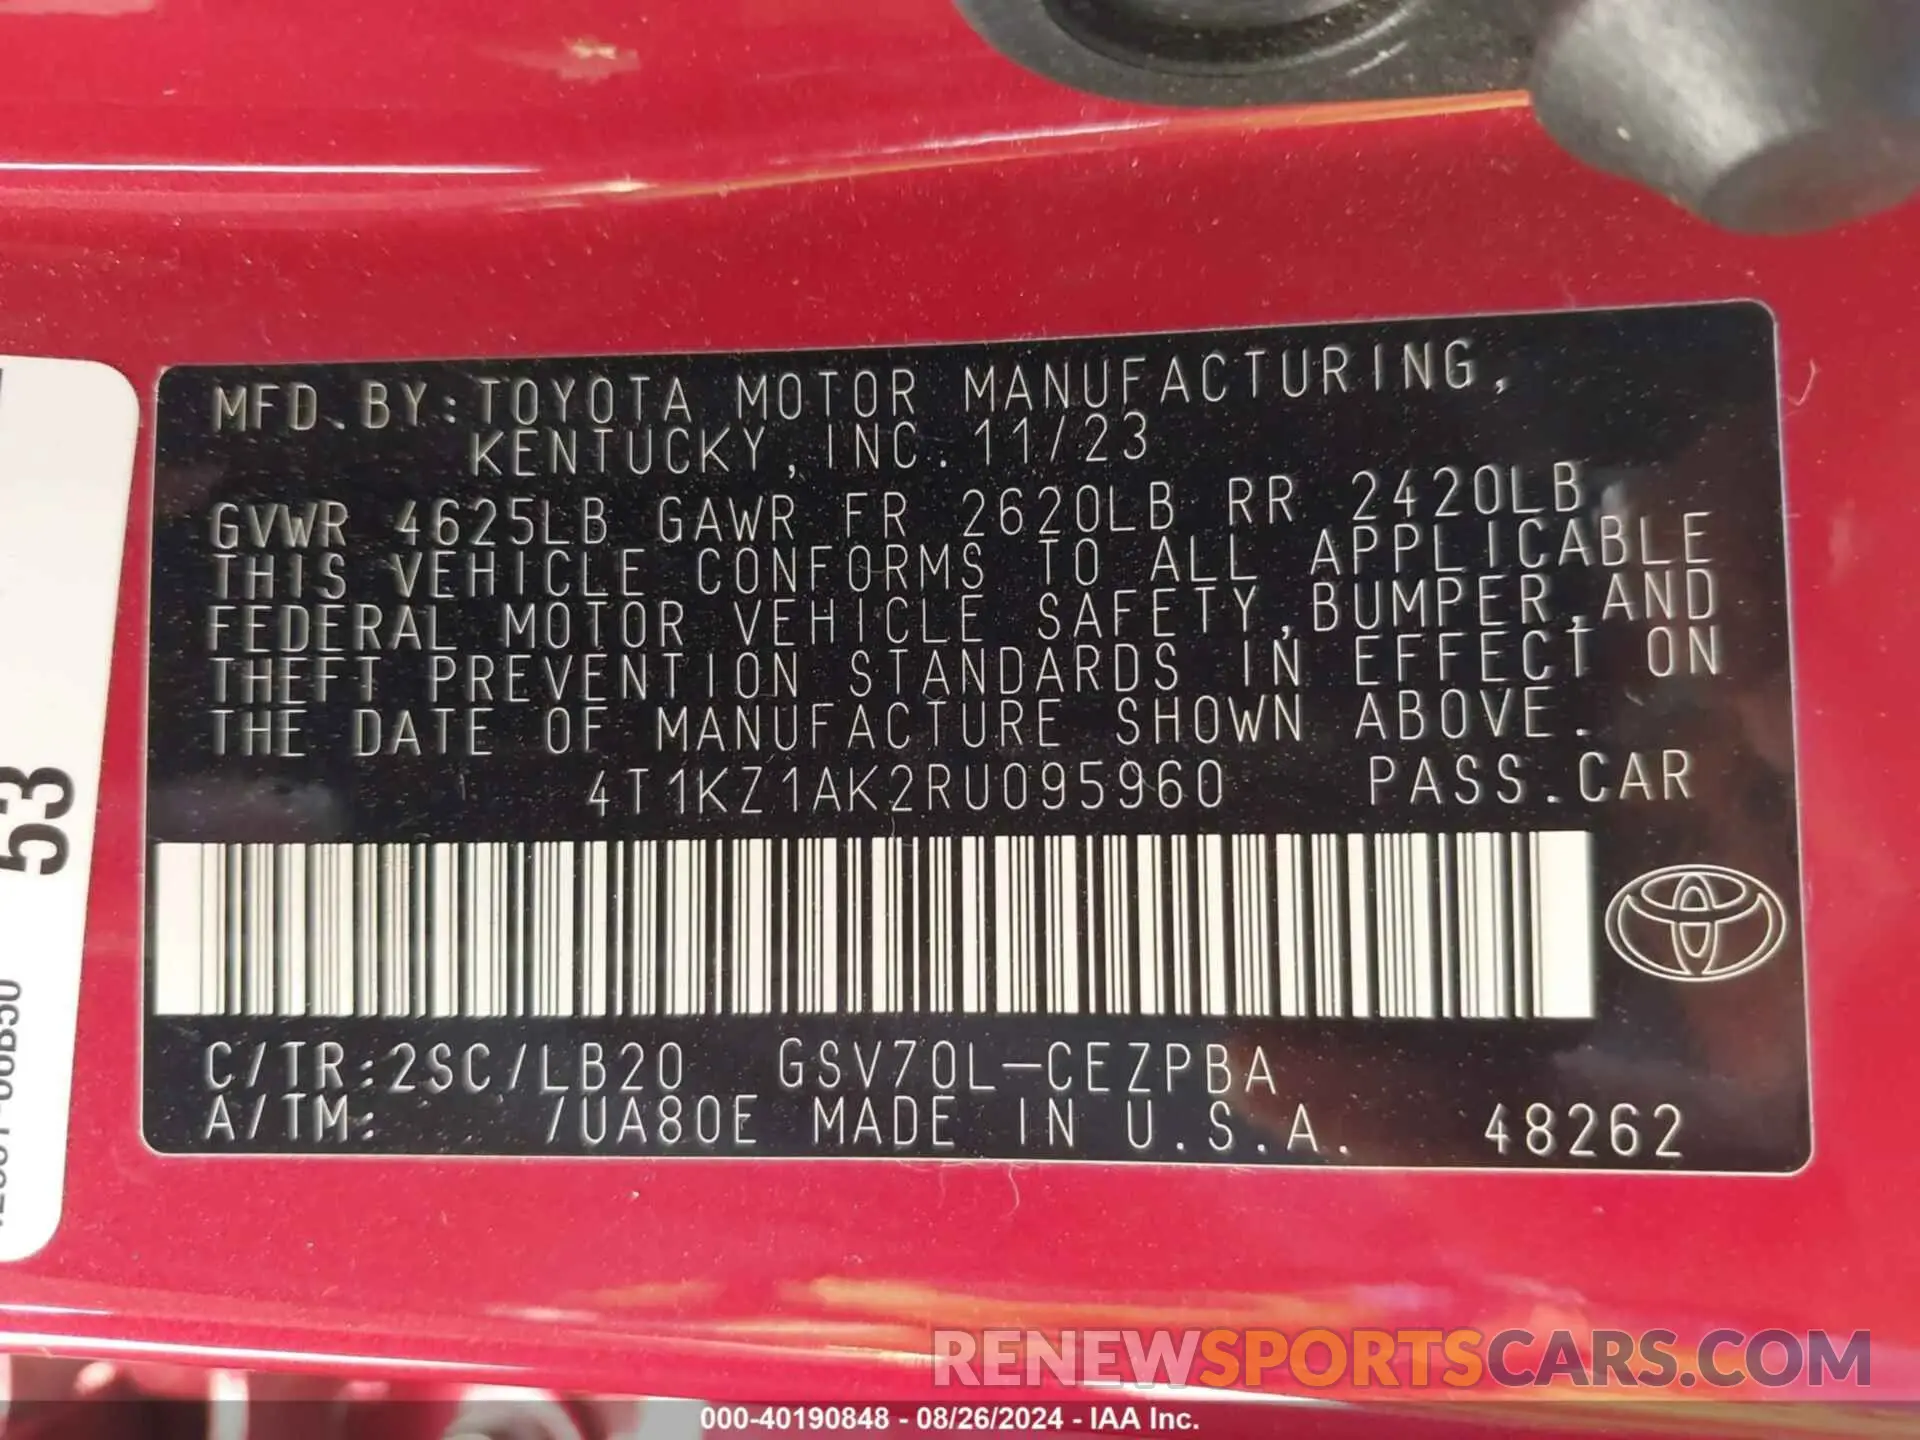 MFD.BY:TOYOTA MOTOR MANUFACTURING,
KENTUCKY, INC. 11/23
GVWR 4625LB GAWR FR 2620LB RR 2420LB
THIS VEHICLE CONFORMS TO ALL APPLICABLE
FEDERAL MOTOR VEHICLE SAFETY,BUMPER,AND
THEFT PREVENTION STANDARDS IN EFFECT ON
THE DATE OF MANUFACTURE SHOWN ABOVE.
4T1KZ1AK2RU095960 PASS.CAR
C/TR:2SC/LB20 GSV70L-CEZPBA
A/TM: /UA80E MADE IN U.S.A. 48262
53
RENEWSPORTSCARS.COM
000-40190848 - 08/26/2024 - IAA Inc.